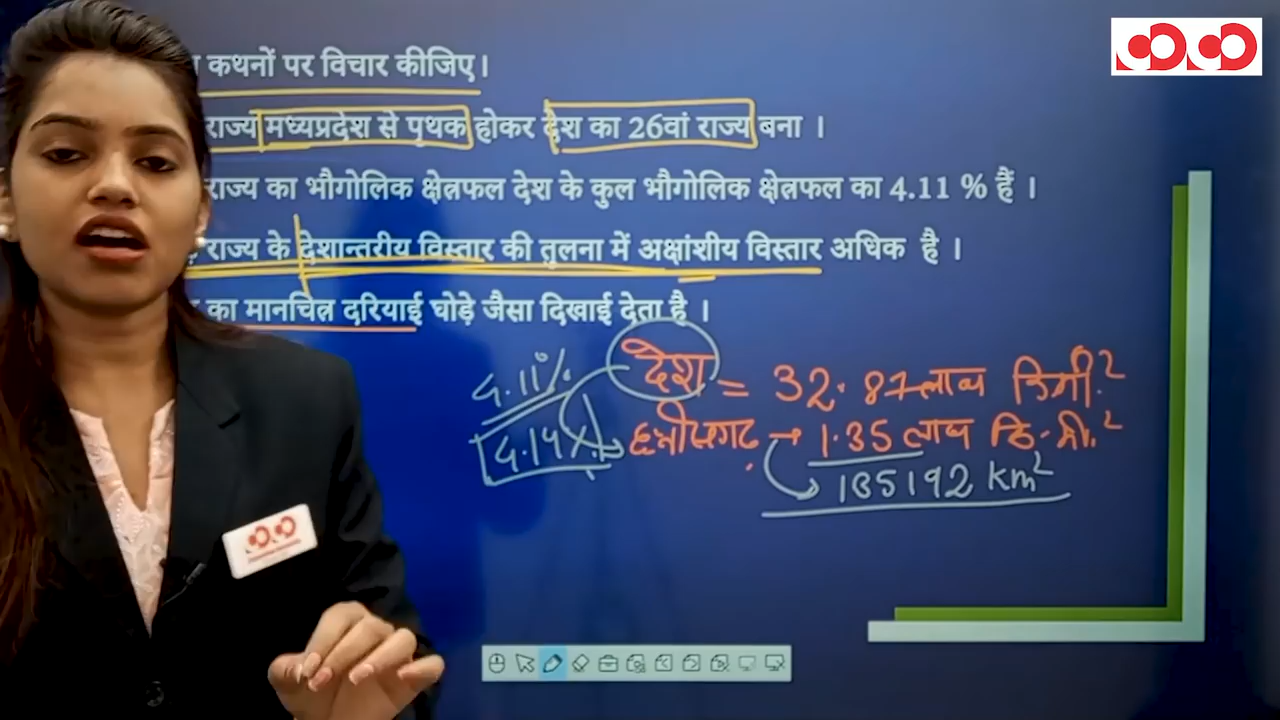 कथनों पर विचार कीजिए।
राज्य मध्यप्रदेश से पृथक होकर देश का 26वां राज्य बना ।
राज्य का भौगोलिक क्षेत्रफल देश के कुल भौगोलिक क्षेत्रफल का 4.11 % हैं ।
राज्य के देशान्तरीय विस्तार की तुलना में अक्षांशीय विस्तार अधिक है ।
का मानचित्र दरियाई घोड़े जैसा दिखाई देता है ।
4.11% देश = 32.87 लाख किमी.²
4.14% छत्तीसगढ़ → 1.35 लाख कि.मी.²
135192 km²